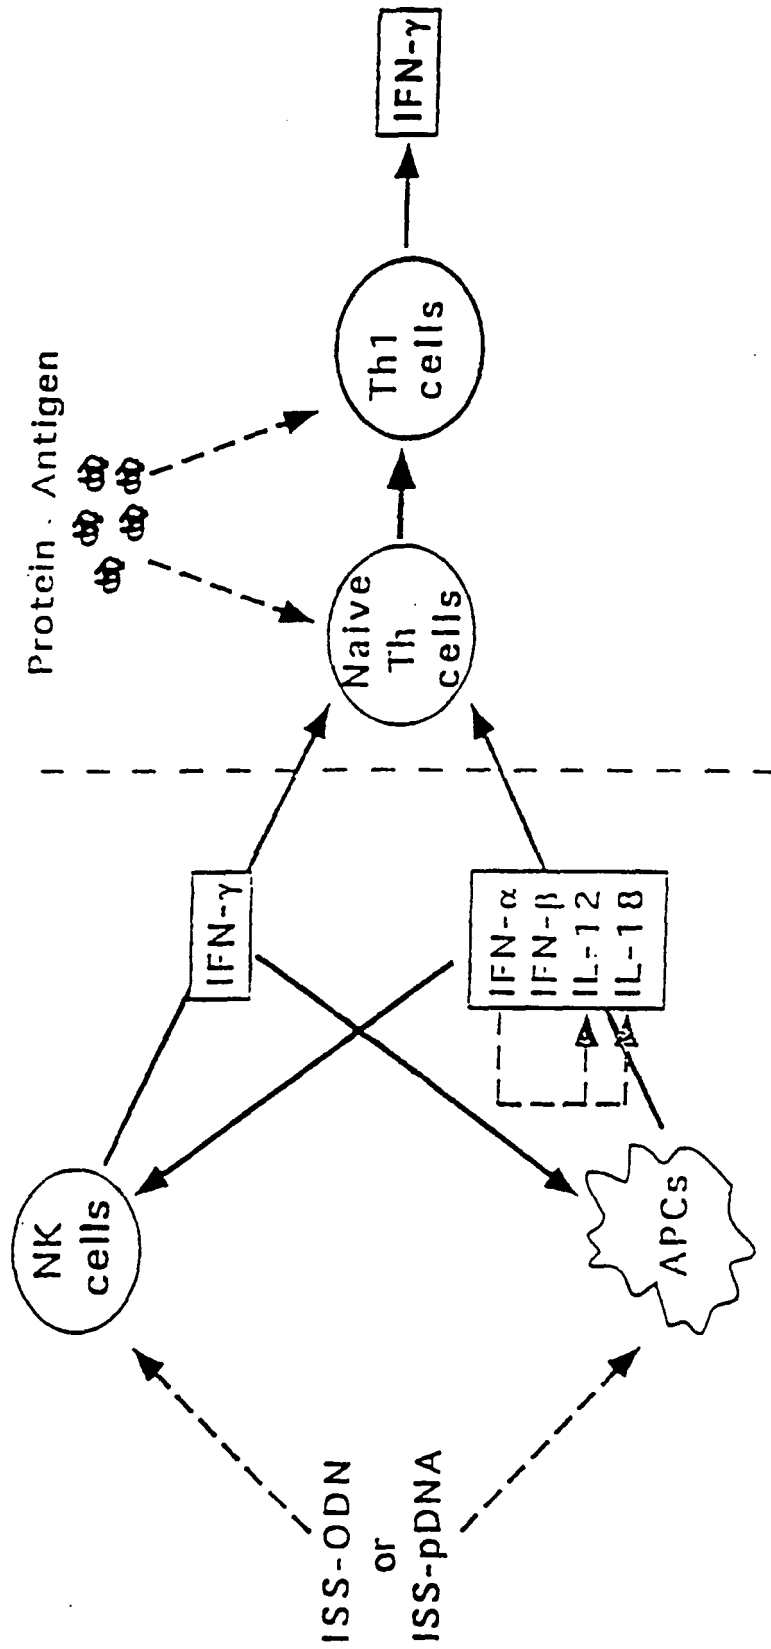 ISS-ODN
or
ISS-pDNA
NK
cells
APCs
IFN-γ
IFN-α
IFN-β
IL-12
IL-18
Protein . Antigen
Naive
Th
cells
Th1
cells
IFN-γ